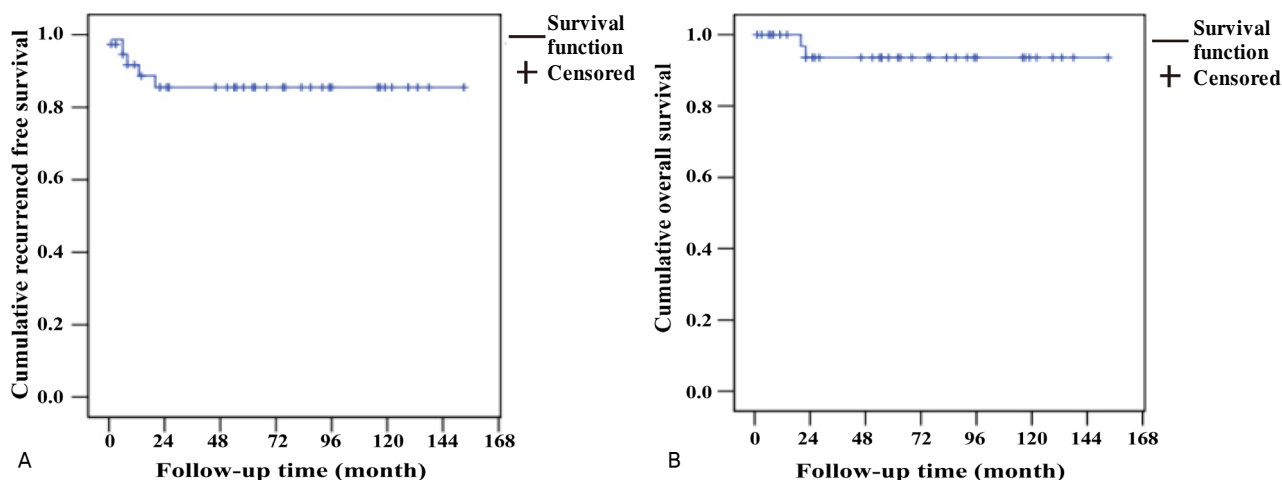 Cumulative recurrencd free survival
1.0
0.8
0.6
0.4
0.2
0.0
0 24 48 72 96 120 144 168
Follow-up time (month)
A
Survival
function
Censored
Cumulative overall survival
1.0
0.8
0.6
0.4
0.2
0.0
0 24 48 72 96 120 144 168
Follow-up time (month)
B
Survival
function
Censored